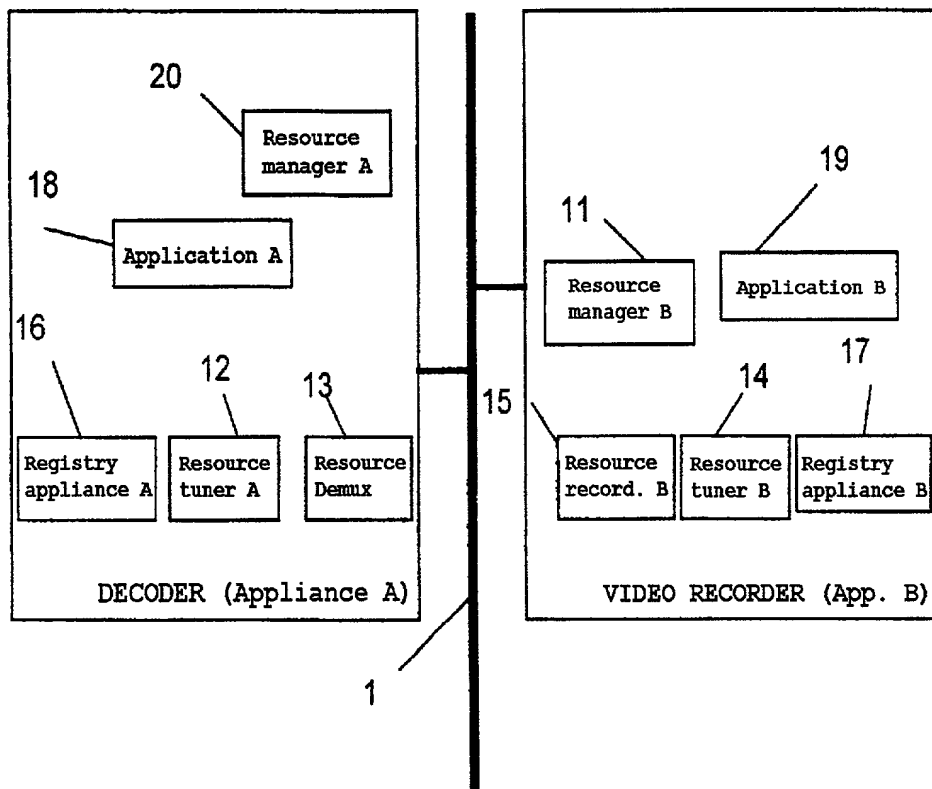 20
Resource
manager A
18
Application A
16
12
13
Registry
appliance A
Resource
tuner A
Resource
Demux
DECODER (Appliance A)
1
19
11
Resource
manager B
Application B
15
14
17
Resource
record. B
Resource
tuner B
Registry
appliance B
VIDEO RECORDER (App. B)